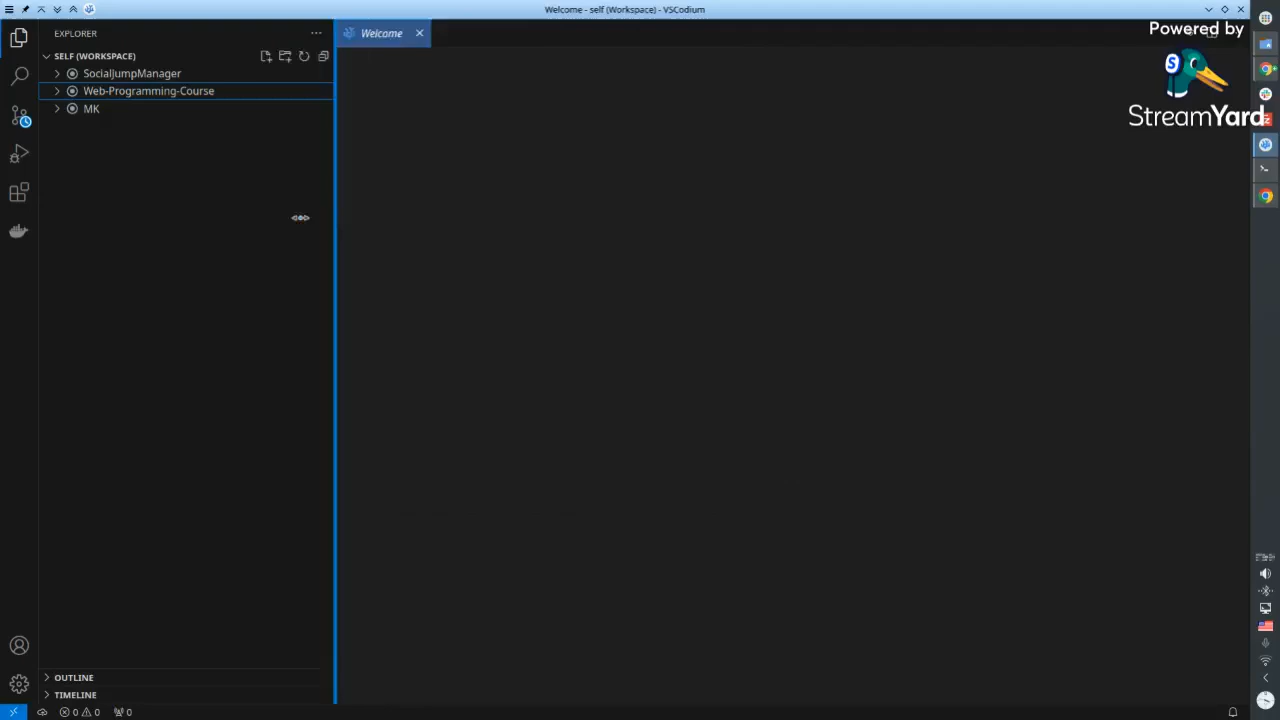 Welcome - self (Workspace) - VSCodium
EXPLORER
Welcome
Powered by
StreamYard
SELF (WORKSPACE)
SocialJumpManager
Web-Programming-Course
MK
OUTLINE
TIMELINE
0 0 0